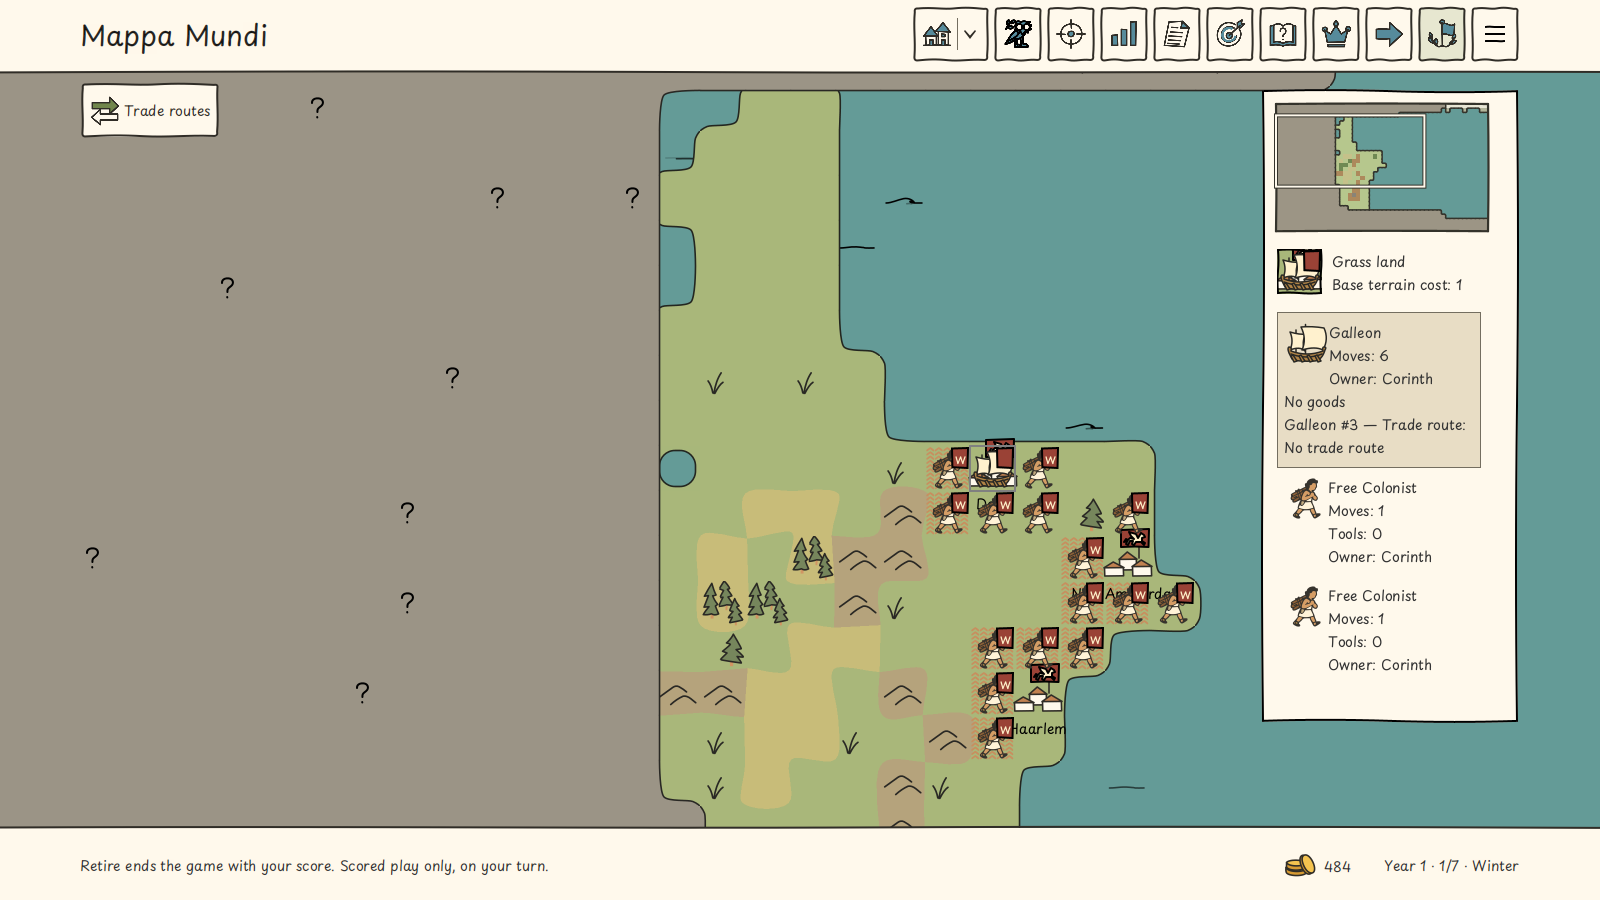 Mappa Mundi
Trade routes
Grass land
Base terrain cost: 1
Galleon
Moves: 6
Owner: Corinth
No goods
Galleon #3 — Trade route:
No trade route
Free Colonist
Moves: 1
Tools: 0
Owner: Corinth
Free Colonist
Moves: 1
Tools: 0
Owner: Corinth
Haarlem
Retire ends the game with your score. Scored play only, on your turn.
484
Year 1 · 1/7 · Winter